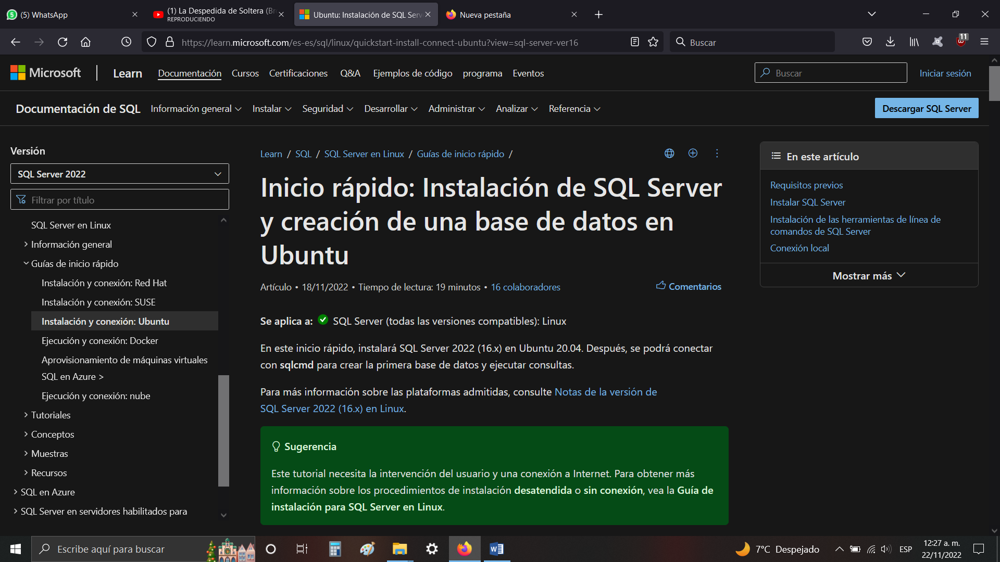 (5) WhatsApp
(1) La Despedida de Soltera (Br
REPRODUCIENDO
Ubuntu: Instalación de SQL Serv
Nueva pestaña
https://learn.microsoft.com/es-es/sql/linux/quickstart-install-connect-ubuntu?view=sql-server-ver16
Buscar
11
Microsoft
Learn
Documentación
Cursos
Certificaciones
Q&A
Ejemplos de código
programa
Eventos
Buscar
Iniciar sesión
Documentación de SQL
Información general
Instalar
Seguridad
Desarrollar
Administrar
Analizar
Referencia
Descargar SQL Server
Versión
SQL Server 2022
Filtrar por título
SQL Server en Linux
Información general
Guías de inicio rápido
Instalación y conexión: Red Hat
Instalación y conexión: SUSE
Instalación y conexión: Ubuntu
Ejecución y conexión: Docker
Aprovisionamiento de máquinas virtuales
SQL en Azure >
Ejecución y conexión: nube
Tutoriales
Conceptos
Muestras
Recursos
SQL en Azure
SQL Server en servidores habilitados para
Learn / SQL / SQL Server en Linux / Guías de inicio rápido /
Inicio rápido: Instalación de SQL Server
y creación de una base de datos en
Ubuntu
Artículo • 18/11/2022 • Tiempo de lectura: 19 minutos • 16 colaboradores
Comentarios
Se aplica a: SQL Server (todas las versiones compatibles): Linux
En este inicio rápido, instalará SQL Server 2022 (16.x) en Ubuntu 20.04. Después, se podrá conectar
con sqlcmd para crear la primera base de datos y ejecutar consultas.
Para más información sobre las plataformas admitidas, consulte Notas de la versión de
SQL Server 2022 (16.x) en Linux.
Sugerencia
Este tutorial necesita la intervención del usuario y una conexión a Internet. Para obtener más
información sobre los procedimientos de instalación desatendida o sin conexión, vea la Guía de
instalación para SQL Server en Linux.
En este artículo
Requisitos previos
Instalar SQL Server
Instalación de las herramientas de línea de
comandos de SQL Server
Conexión local
Mostrar más
Escribe aquí para buscar
7°C Despejado
ESP
12:27 a. m.
22/11/2022